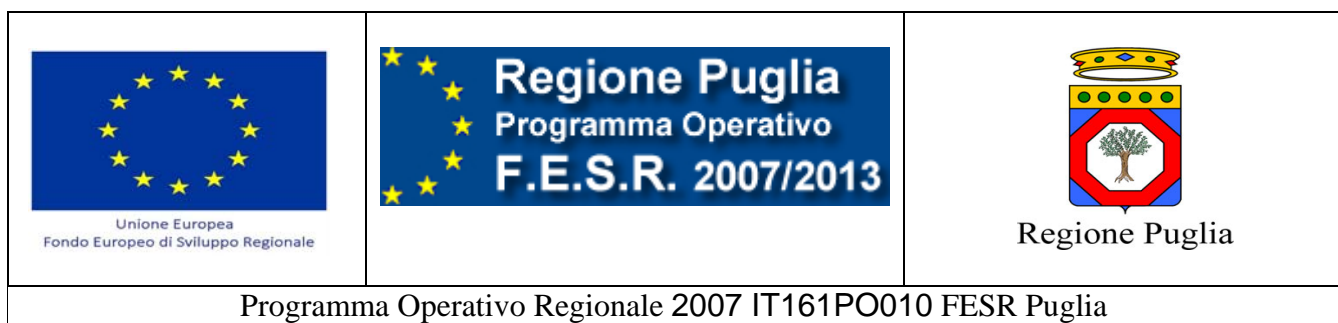 Unione Europea
Fondo Europeo di Sviluppo Regionale
Regione Puglia
Programma Operativo
F.E.S.R. 2007/2013
Regione Puglia
Programma Operativo Regionale 2007 IT161PO010 FESR Puglia